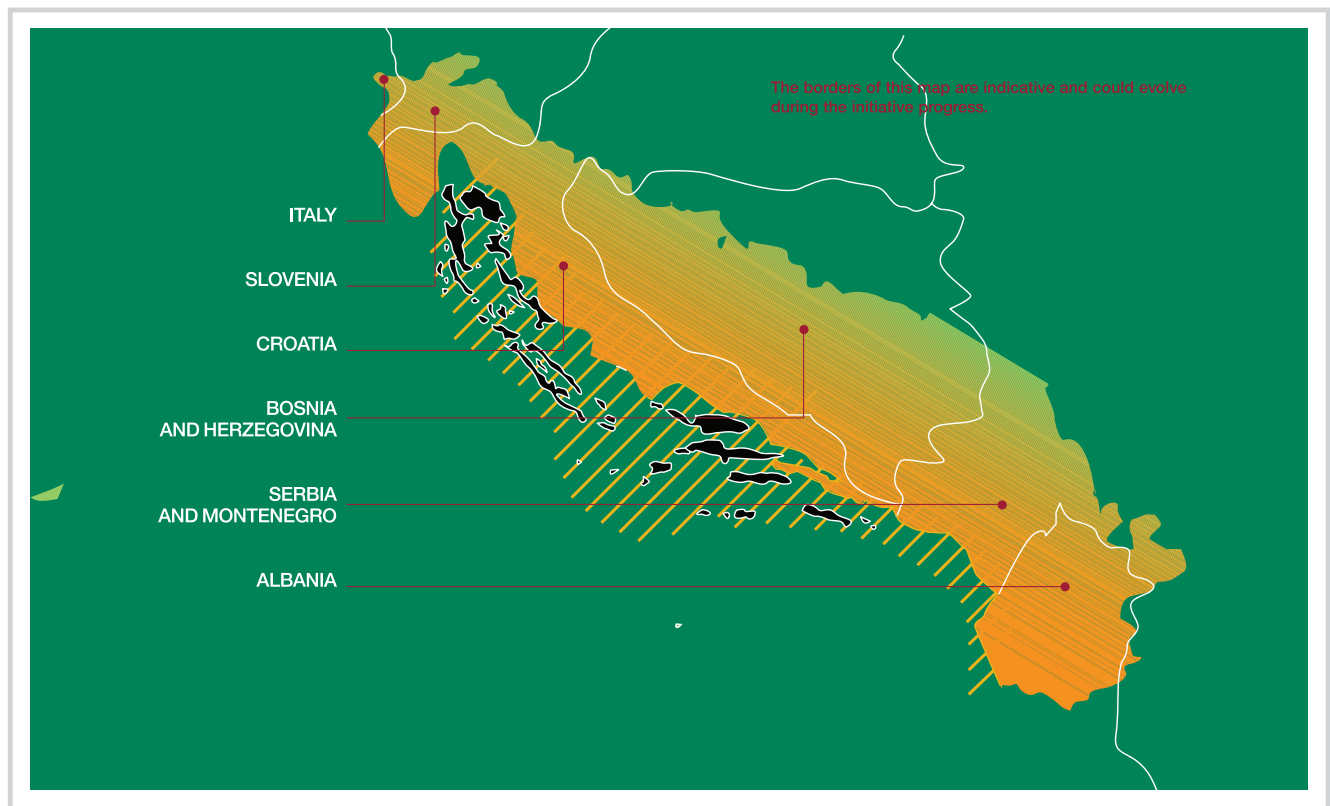 The borders of this map are indicative and could evolve
during the initiative progress.
ITALY
SLOVENIA
CROATIA
BOSNIA
AND HERZEGOVINA
SERBIA
AND MONTENEGRO
ALBANIA